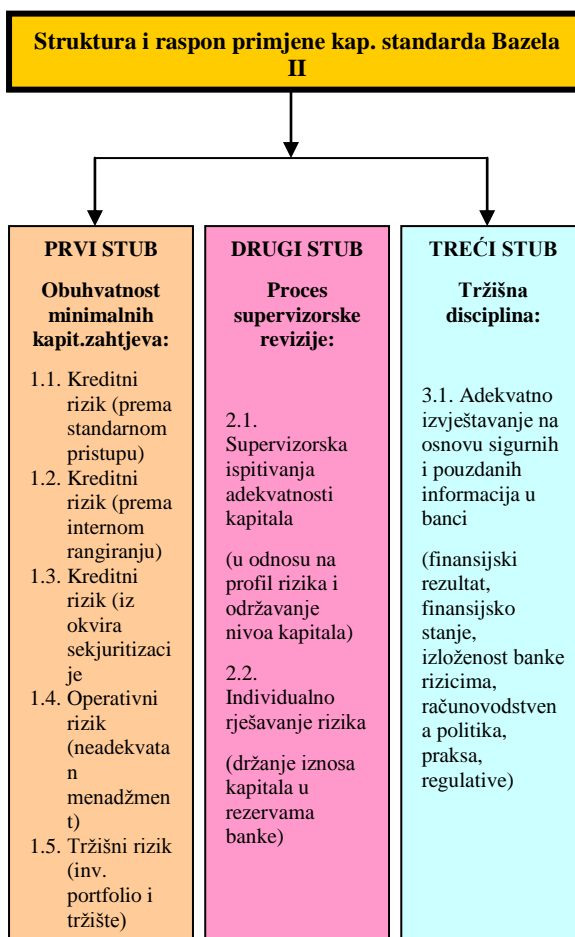 Struktura i raspon primjene kap. standarda Bazela
II
PRVI STUB
Obuhvatnost
minimalnih
kapit.zahtjeva:
1.1. Kreditni
rizik (prema
standarnom
pristupu)
1.2. Kreditni
rizik (prema
internom
rangiranju)
1.3. Kreditni
rizik (iz
okvira
sekjuritizaci
je
1.4. Operativni
rizik
(neadekvata
n
menadžmen
t)
1.5. Tržišni rizik
(inv.
portfolio i
tržište)
DRUGI STUB
Proces
supervizorske
revizije:
2.1.
Supervizorska
ispitivanja
adekvatnosti
kapitala
(u odnosu na
profil rizika i
održavanje
nivoa kapitala)
2.2.
Individualno
rješavanje rizika
(držanje iznosa
kapitala u
rezervama
banke)
TREĆI STUB
Tržišna
disciplina:
3.1. Adekvatno
izvještavanje na
osnovu sigurnih
i pouzdanih
informacija u
banci
(finansijski
rezultat,
finansijsko
stanje,
izloženost banke
rizicima,
računovodstven
a politika,
praksa,
regulative)